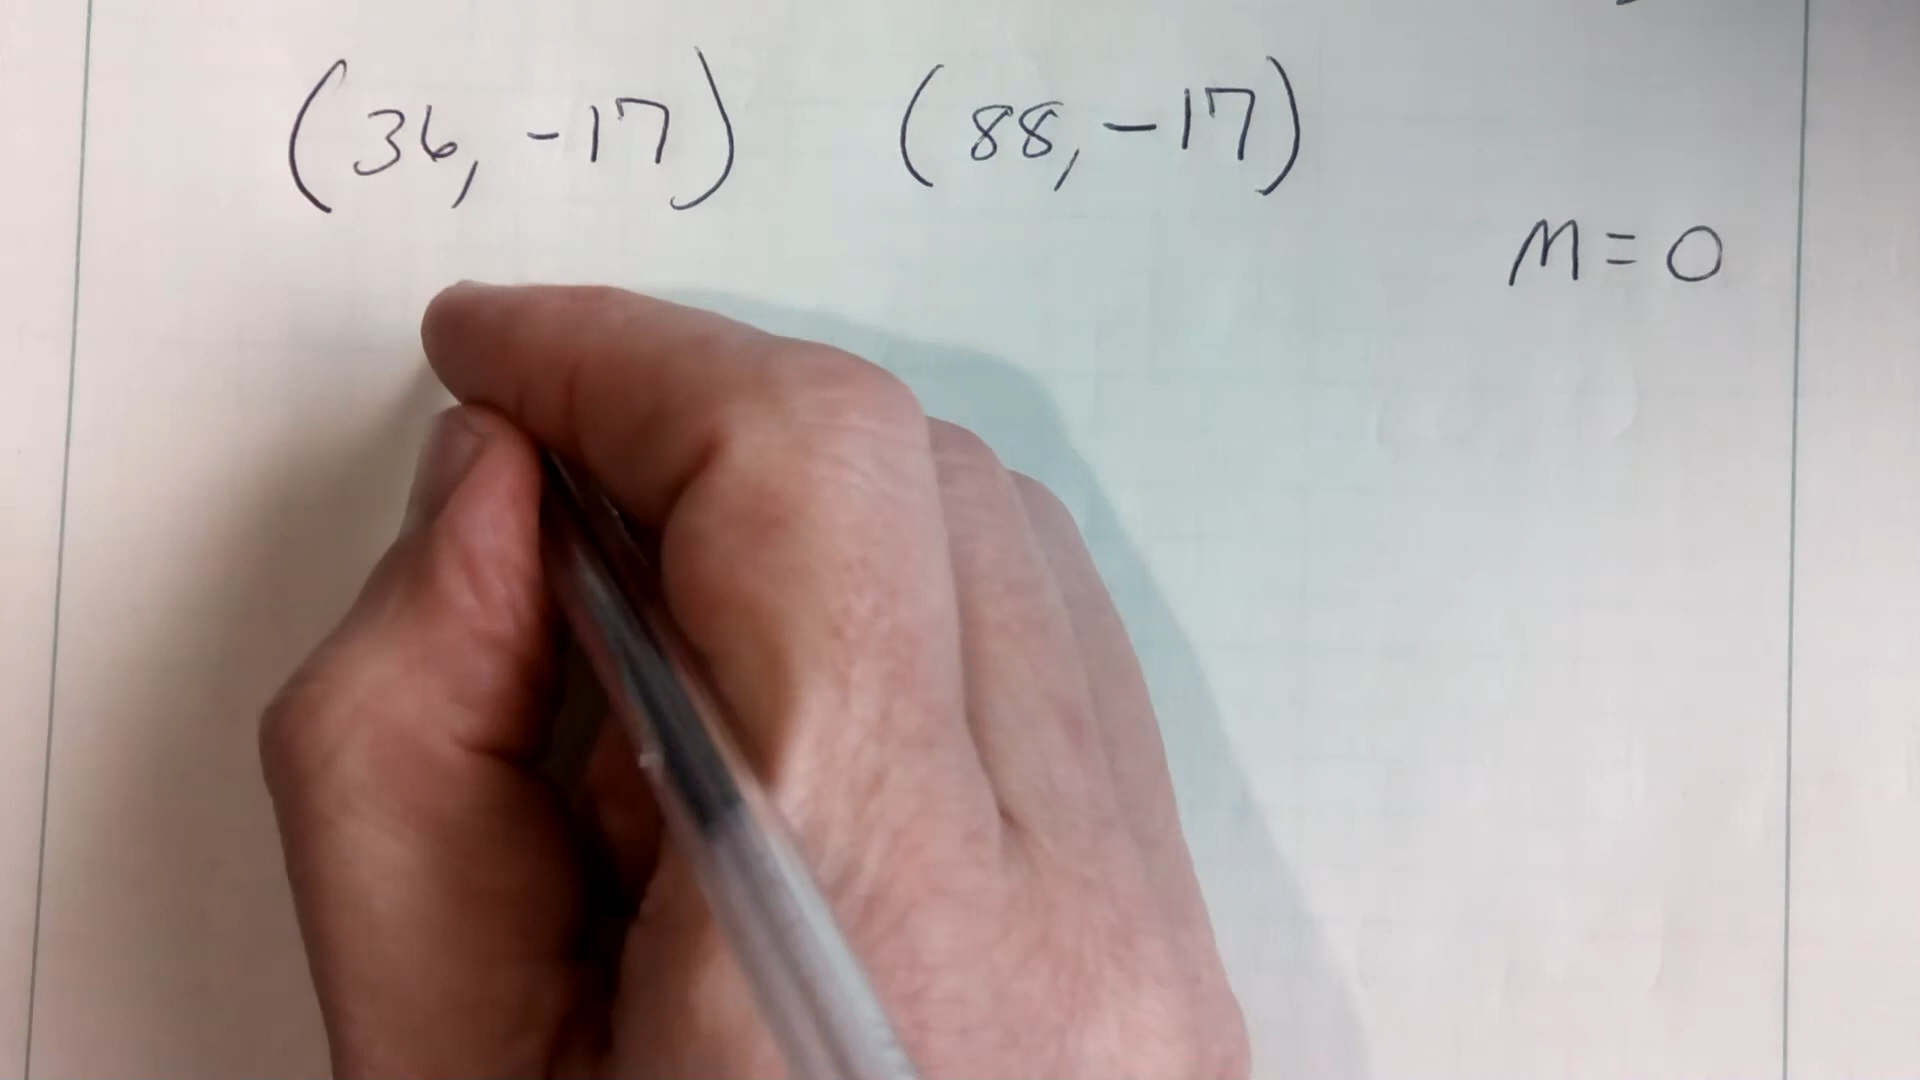 (36, -17) (88, -17)
M = 0